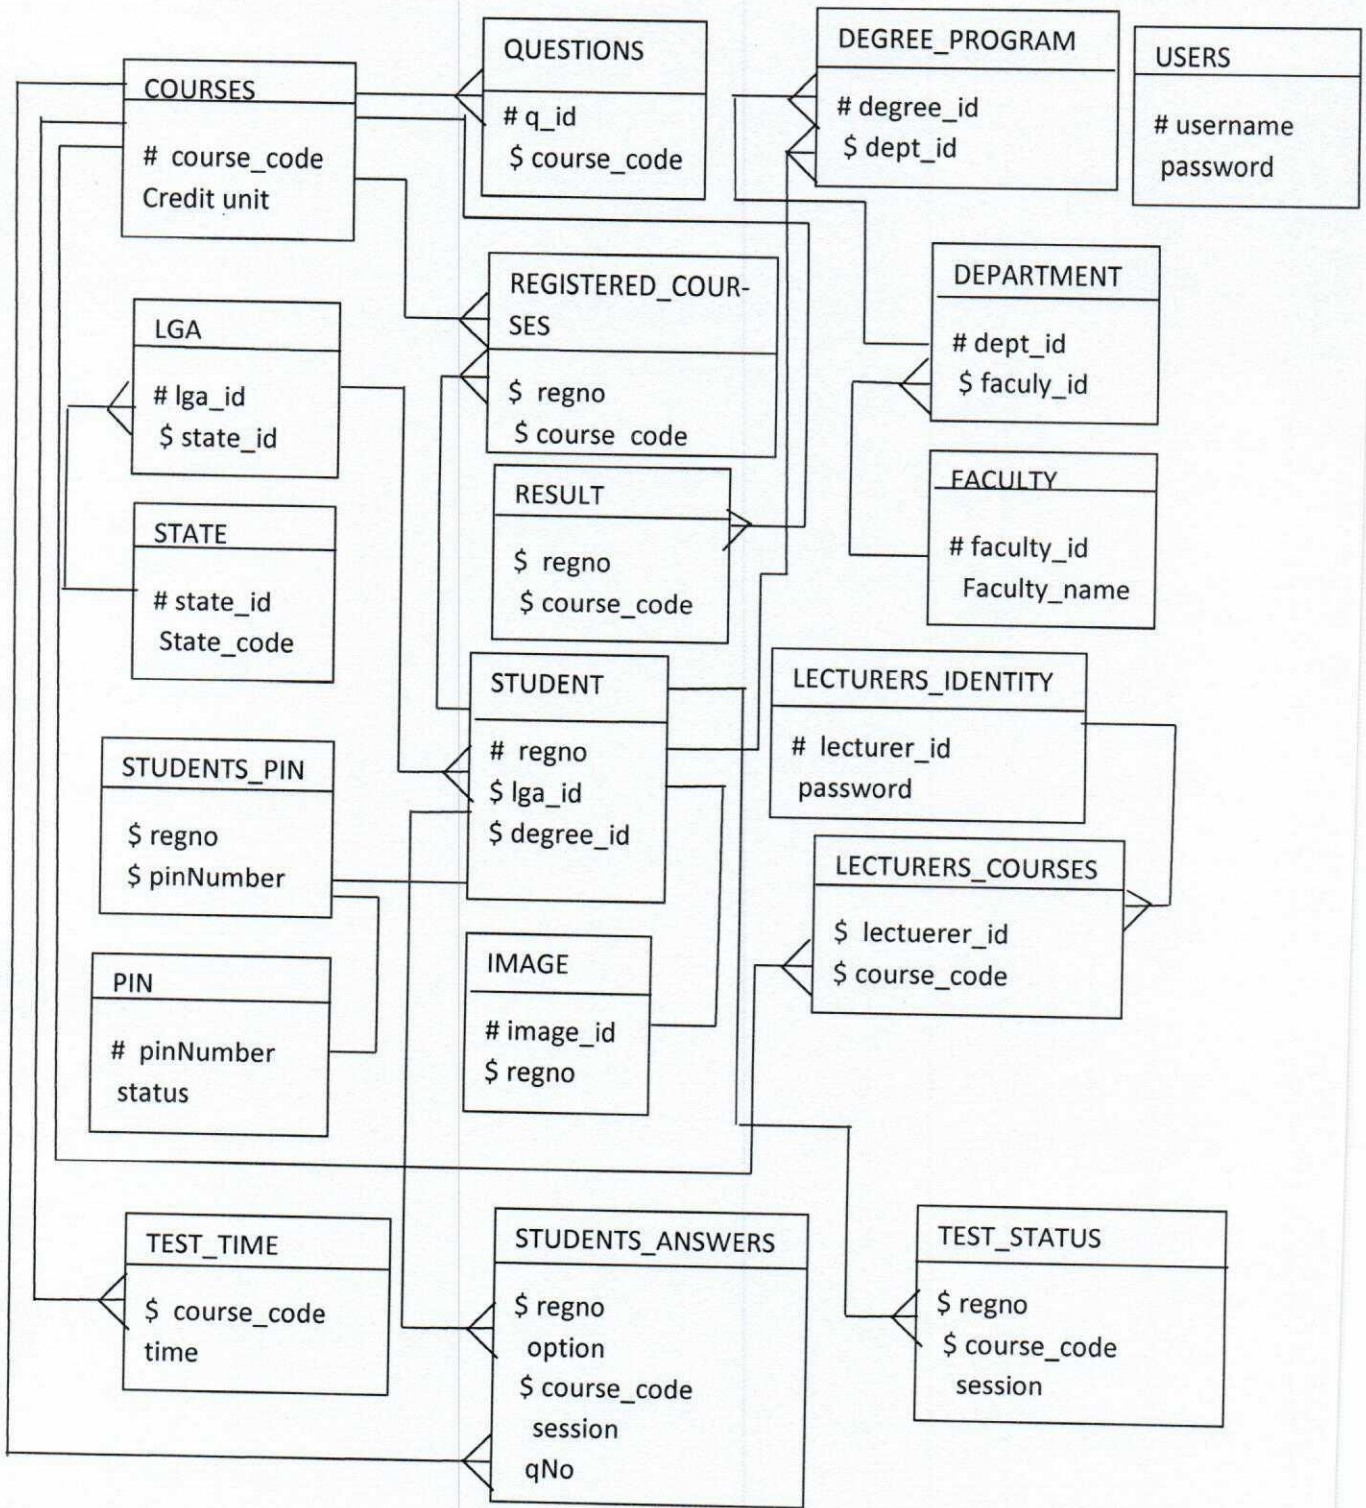 COURSES
# course_code
Credit unit
QUESTIONS
# q_id
$ course_code
DEGREE_PROGRAM
# degree_id
$ dept_id
USERS
# username
password
LGA
# lga_id
$ state_id
REGISTERED_COUR-
SES
$ regno
$ course code
DEPARTMENT
# dept_id
$ faculy_id
STATE
# state_id
State_code
RESULT
$ regno
$ course_code
FACULTY
# faculty_id
Faculty_name
STUDENTS_PIN
$ regno
$ pinNumber
STUDENT
# regno
$ lga_id
$ degree_id
LECTURERS_IDENTITY
# lecturer_id
password
LECTURERS_COURSES
$ lectuerer_id
$ course_code
PIN
# pinNumber
status
IMAGE
# image_id
$ regno
TEST_TIME
$ course_code
time
STUDENTS_ANSWERS
$ regno
option
$ course_code
session
qNo
TEST_STATUS
$ regno
$ course_code
session